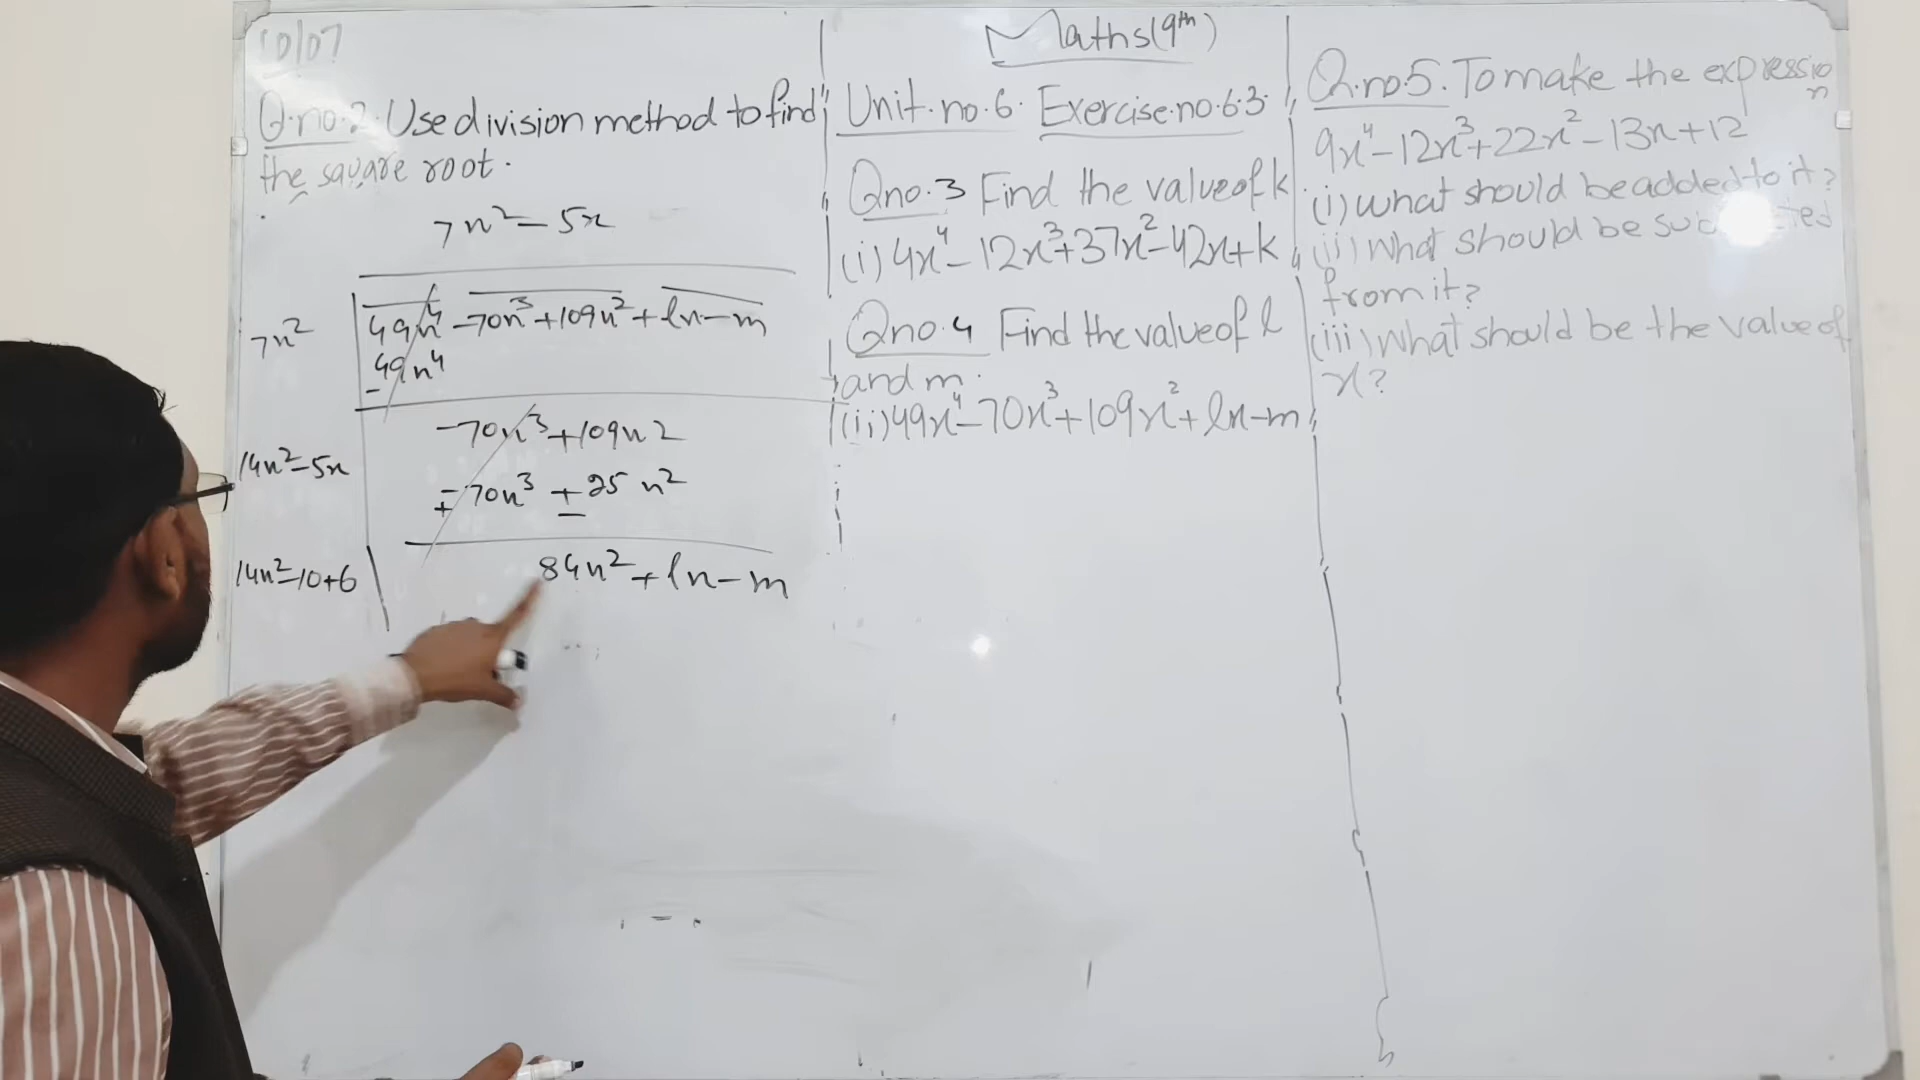 10/07
Q.no.2. Use division method to find
the square root.
7x² - 5x
7x²
49x⁴ - 70x³ + 109x² + lx - m
- 49x⁴
-70x³ + 109x2
14x² - 5x
-70x³ + 25 x²
+ -
14x² - 10 + 6
84x² + lx - m
Maths (9th)
Unit.no.6. Exercise.no.6.3.
Qno.3 Find the value of k.
(i) 4x⁴ - 12x³ + 37x² - 42x + k
Qno.4 Find the value of l
and m.
(ii) 49x⁴ - 70x³ + 109x² + lx - m
Q.no.5. To make the expression
9x⁴ - 12x³ + 22x² - 13x + 12
(i) What should be added to it?
(ii) What should be
from it?
(iii) What should be the value of
x?